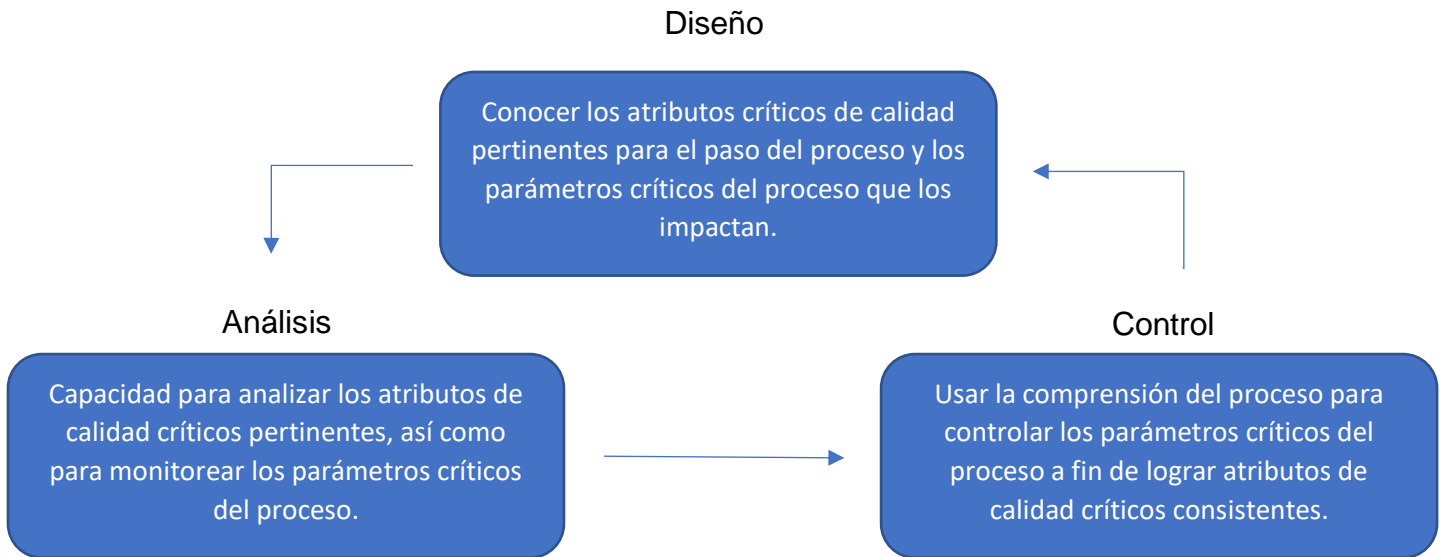 Diseño
Conocer los atributos críticos de calidad
pertinentes para el paso del proceso y los
parámetros críticos del proceso que los
impactan.
Análisis
Capacidad para analizar los atributos de
calidad críticos pertinentes, así como
para monitorear los parámetros críticos
del proceso.
Control
Usar la comprensión del proceso para
controlar los parámetros críticos del
proceso a fin de lograr atributos de
calidad críticos consistentes.